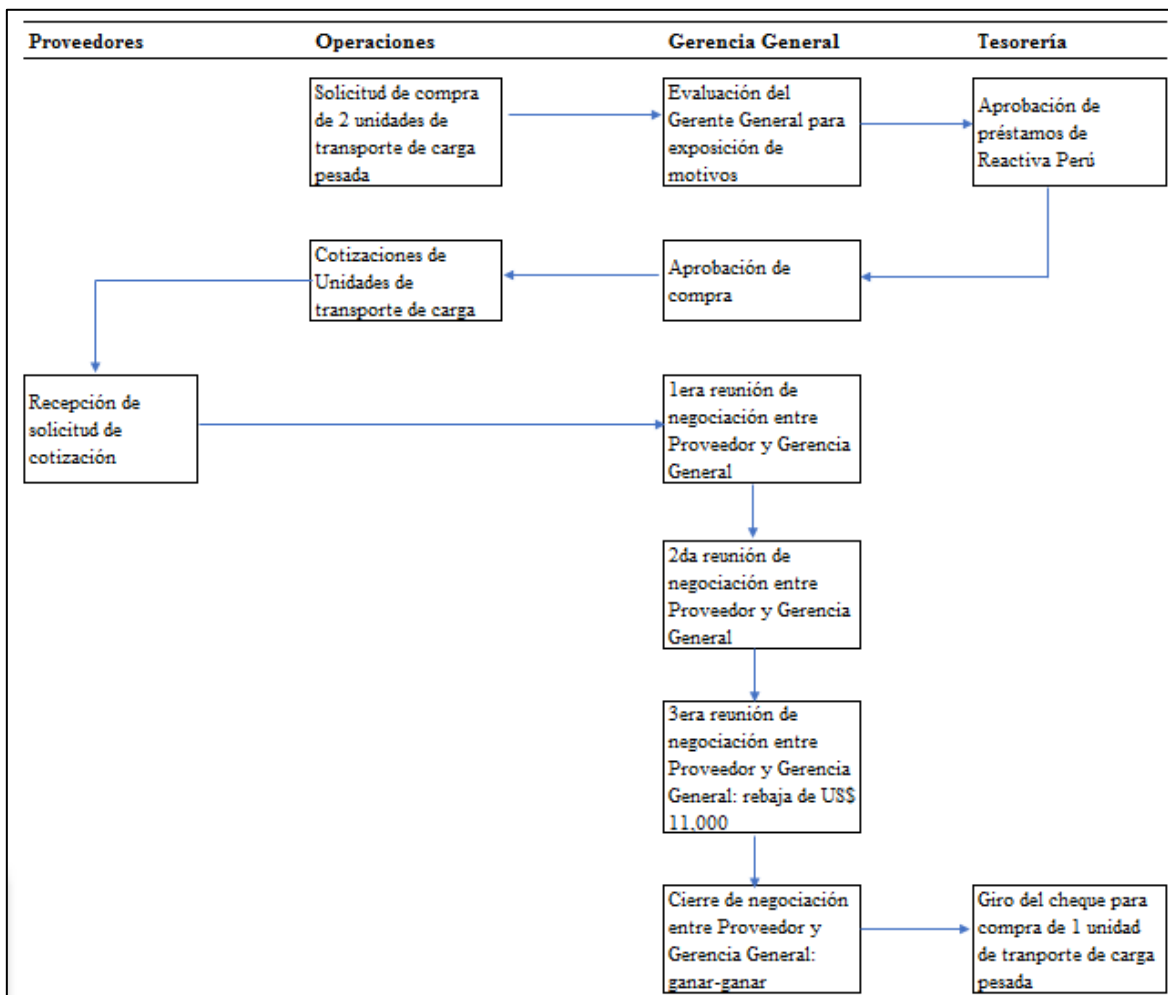 Proveedores Operaciones Gerencia General Tesorería
Solicitud de compra
de 2 unidades de
transporte de carga
pesada
Evaluación del
Gerente General para
exposición de
motivos
Aprobación de
préstamos de
Reactiva Perú
Cotizaciones de
Unidades de
transporte de carga
Aprobación de
compra
Recepción de
solicitud de
cotización
1era reunión de
negociación entre
Proveedor y Gerencia
General
2da reunión de
negociación entre
Proveedor y Gerencia
General
3era reunión de
negociación entre
Proveedor y Gerencia
General: rebaja de US$
11,000
Cierre de negociación
entre Proveedor y
Gerencia General:
ganar-ganar
Giro del cheque para
compra de 1 unidad
de tranporte de carga
pesada